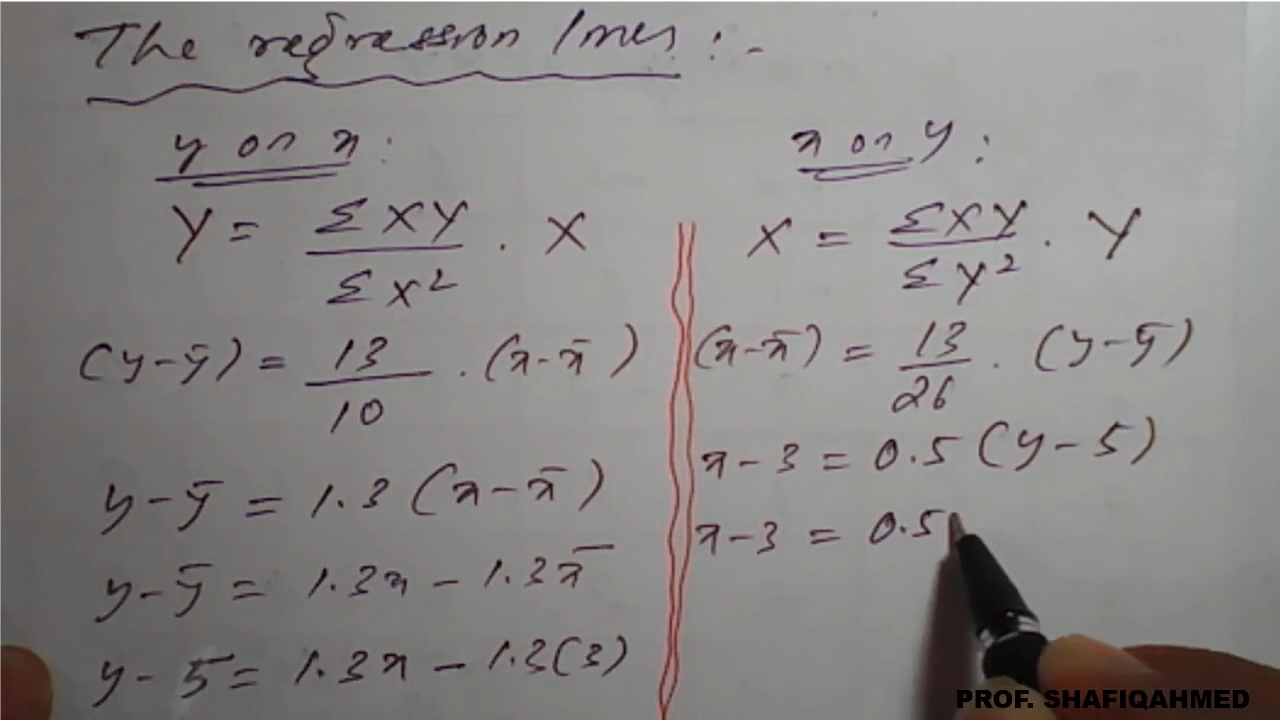 The regression lines :-
y on x :
Y = ΣXY / ΣX² . X
(y-ȳ) = 13/10 . (x-x̄)
y-ȳ = 1.3 (x-x̄)
y-ȳ = 1.3x - 1.3x̄
y-5 = 1.3x - 1.3(3)
x on y :
X = ΣXY / ΣY² . Y
(x-x̄) = 13/26 . (y-ȳ)
x-3 = 0.5 (y-5)
x-3 = 0.5
PROF. SHAFIQAHMED